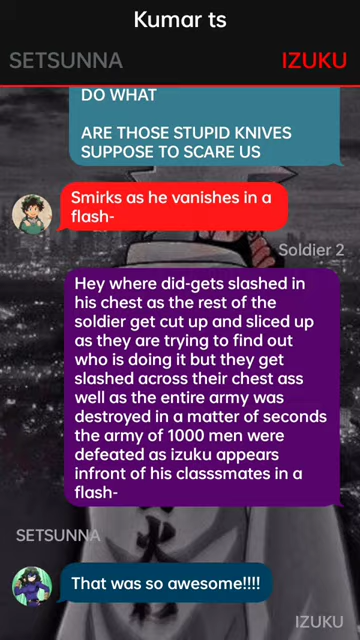 Kumar ts
SETSUNNA
IZUKU
DO WHAT
ARE THOSE STUPID KNIVES
SUPPOSE TO SCARE US
Smirks as he vanishes in a
flash-
Soldier 2
Hey where did-gets slashed in
his chest as the rest of the
soldier get cut up and sliced up
as they are trying to find out
who is doing it but they get
slashed across their chest ass
well as the entire army was
destroyed in a matter of seconds
the army of 1000 men were
defeated as izuku appears
infront of his classsmates in a
flash-
SETSUNNA
That was so awesome!!!!
IZUKU